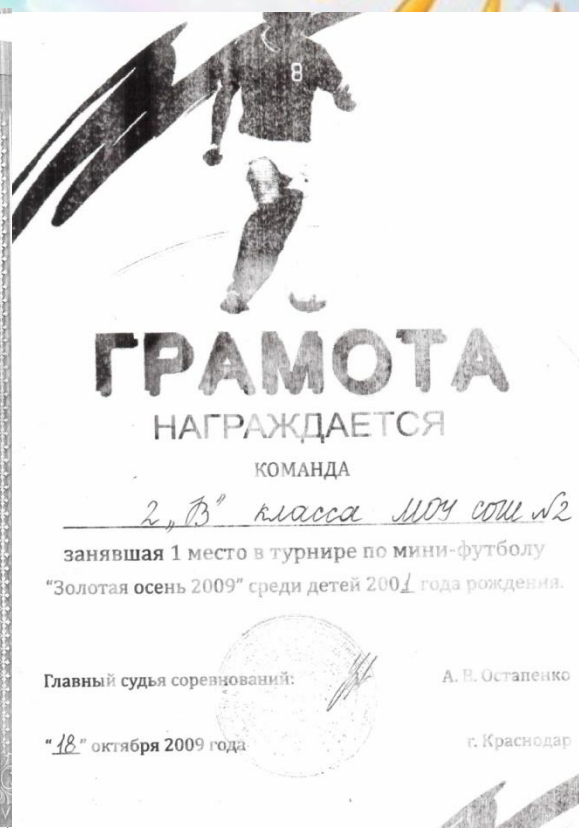 8
ГРАМОТА
НАГРАЖДАЕТСЯ
КОМАНДА
2 „В" класса МОУ сош №2
занявшая 1 место в турнире по мини-футболу
"Золотая осень 2009" среди детей 2001 года рождения.
Главный судья соревнований: А. В. Остапенко
"18" октября 2009 года г. Краснодар